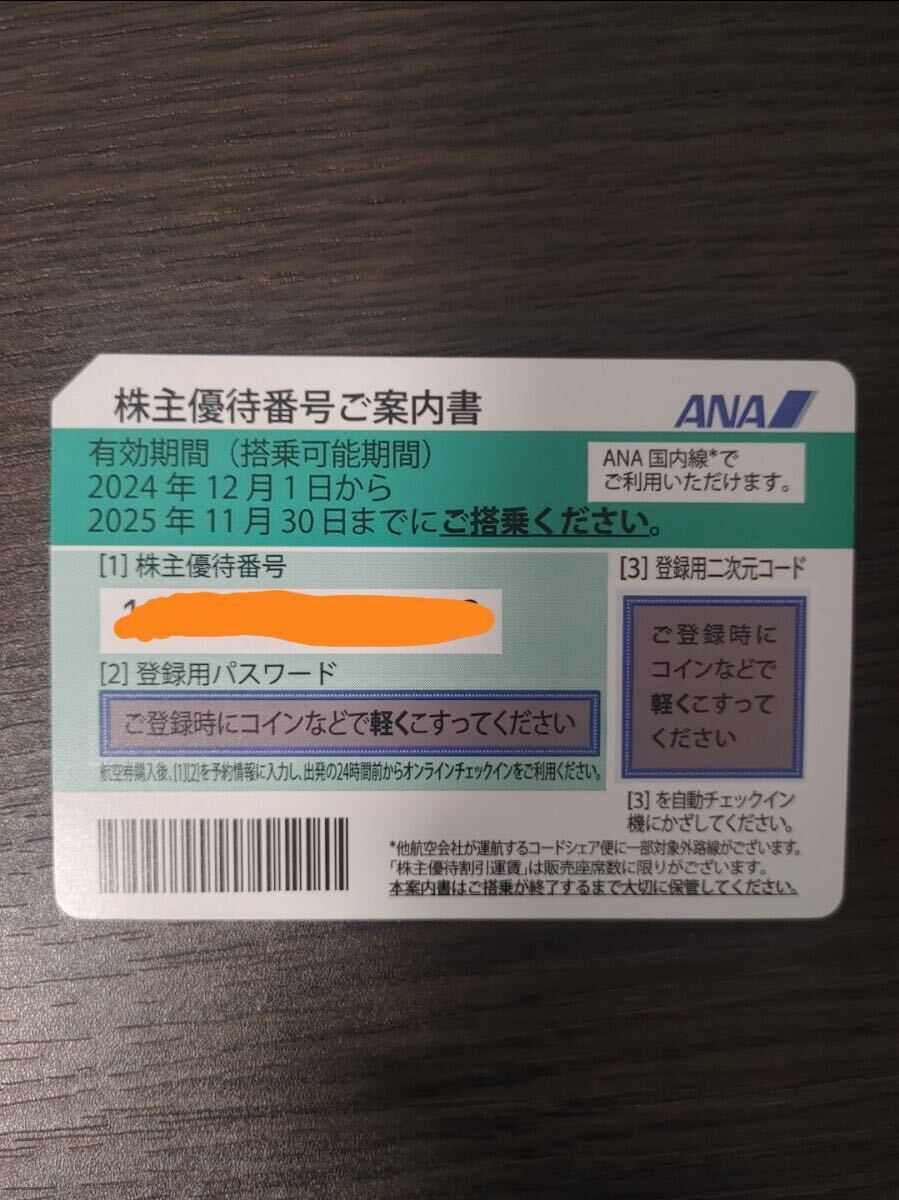 株主優待番号ご案内書
ANA
有効期間（搭乗可能期間）
2024年12月1日から
2025年11月30日までにご搭乗ください。
ANA国内線*で
ご利用いただけます。
[1] 株主優待番号
[2] 登録用パスワード
ご登録時にコインなどで軽くこすってください
航空券購入後、[1][2]を予約情報に入力し、出発の24時間前からオンラインチェックインをご利用ください。
[3] 登録用二次元コード
ご登録時に
コインなどで
軽くこすって
ください
[3] を自動チェックイン
機にかざしてください。
*他航空会社が運航するコードシェア便に一部対象外路線がございます。
「株主優待割引運賃」は販売座席数に限りがございます。
本案内書はご搭乗が終了するまで大切に保管してください。